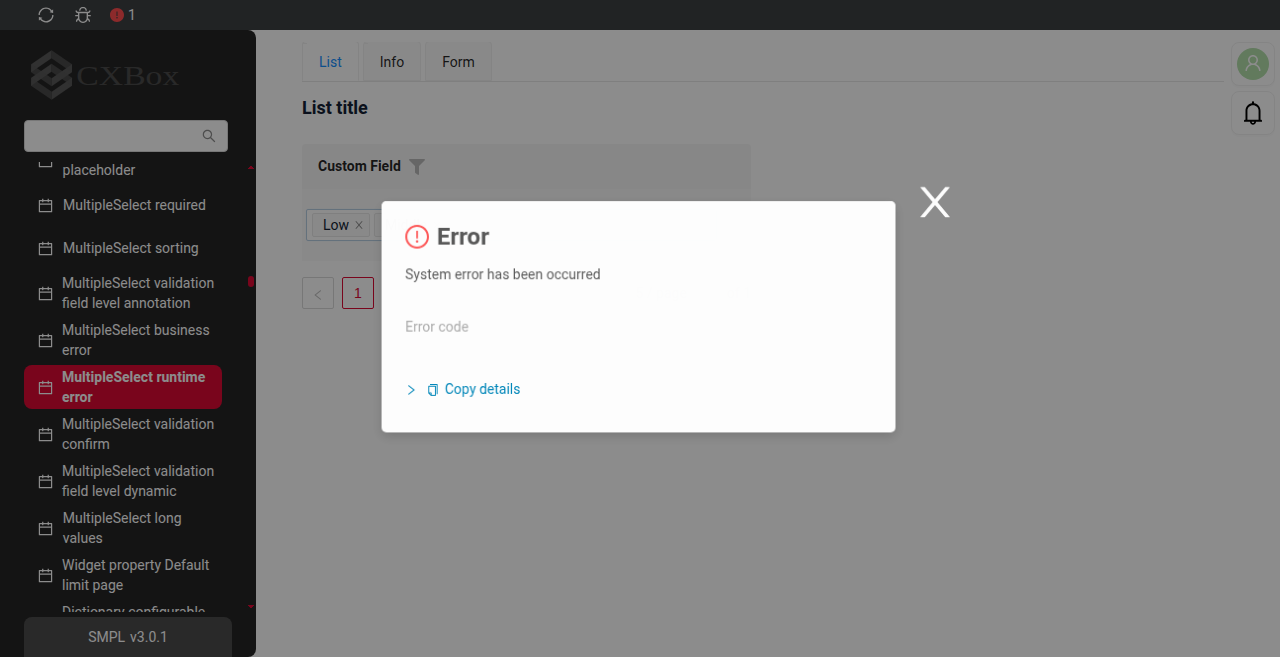 1
CXBox
placeholder
MultipleSelect required
MultipleSelect sorting
MultipleSelect validation
field level annotation
MultipleSelect business
error
MultipleSelect runtime
error
MultipleSelect validation
confirm
MultipleSelect validation
field level dynamic
MultipleSelect long
values
Widget property Default
limit page
Dictionary configurable
SMPL v3.0.1
List Info Form
List title
Custom Field
Low
1
Error
System error has been occurred
Error code
Copy details